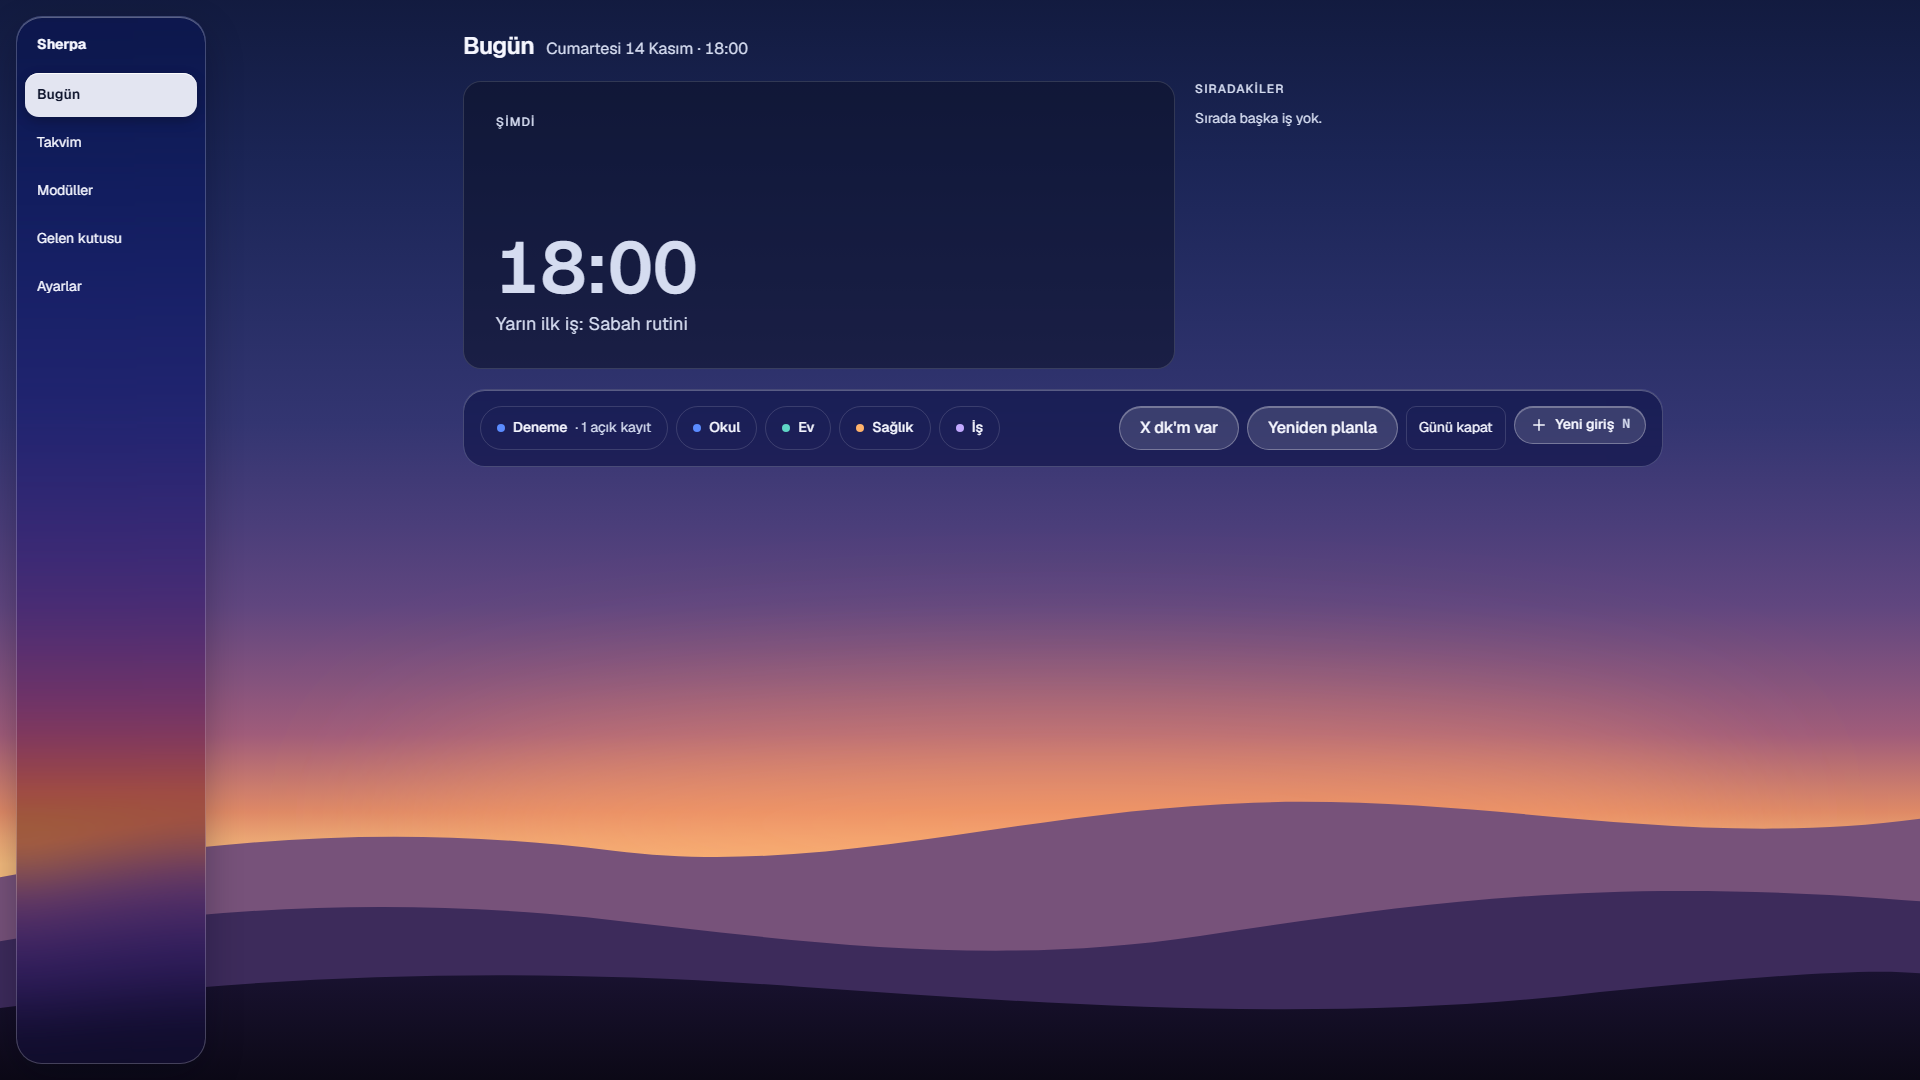 Sherpa
Bugün
Takvim
Modüller
Gelen kutusu
Ayarlar
Bugün Cumartesi 14 Kasım · 18:00
ŞİMDİ
18:00
Yarın ilk iş: Sabah rutini
SIRADAKİLER
Sırada başka iş yok.
Deneme · 1 açık kayıt Okul Ev Sağlık İş X dk'm var Yeniden planla Günü kapat + Yeni giriş N